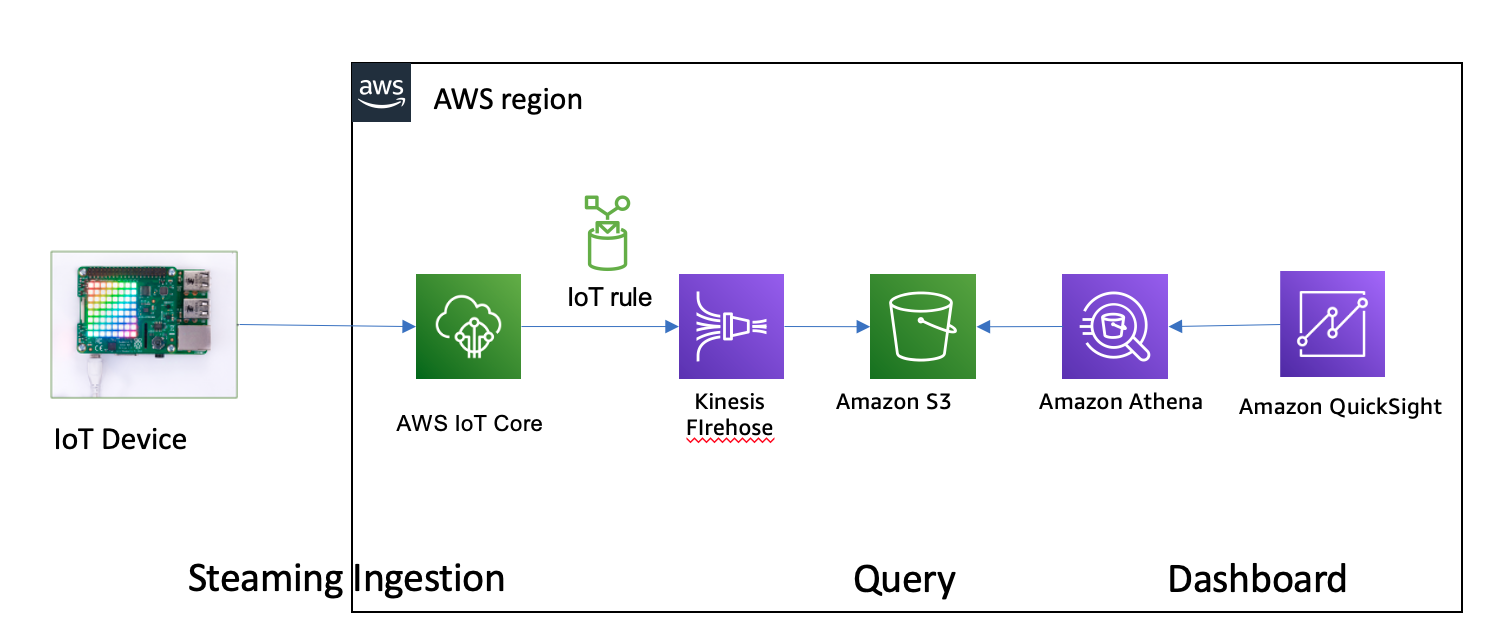 aws
AWS region
IoT rule
IoT Device
AWS IoT Core
Kinesis
FIrehose
Amazon S3
Amazon Athena
Amazon QuickSight
Steaming Ingestion
Query
Dashboard